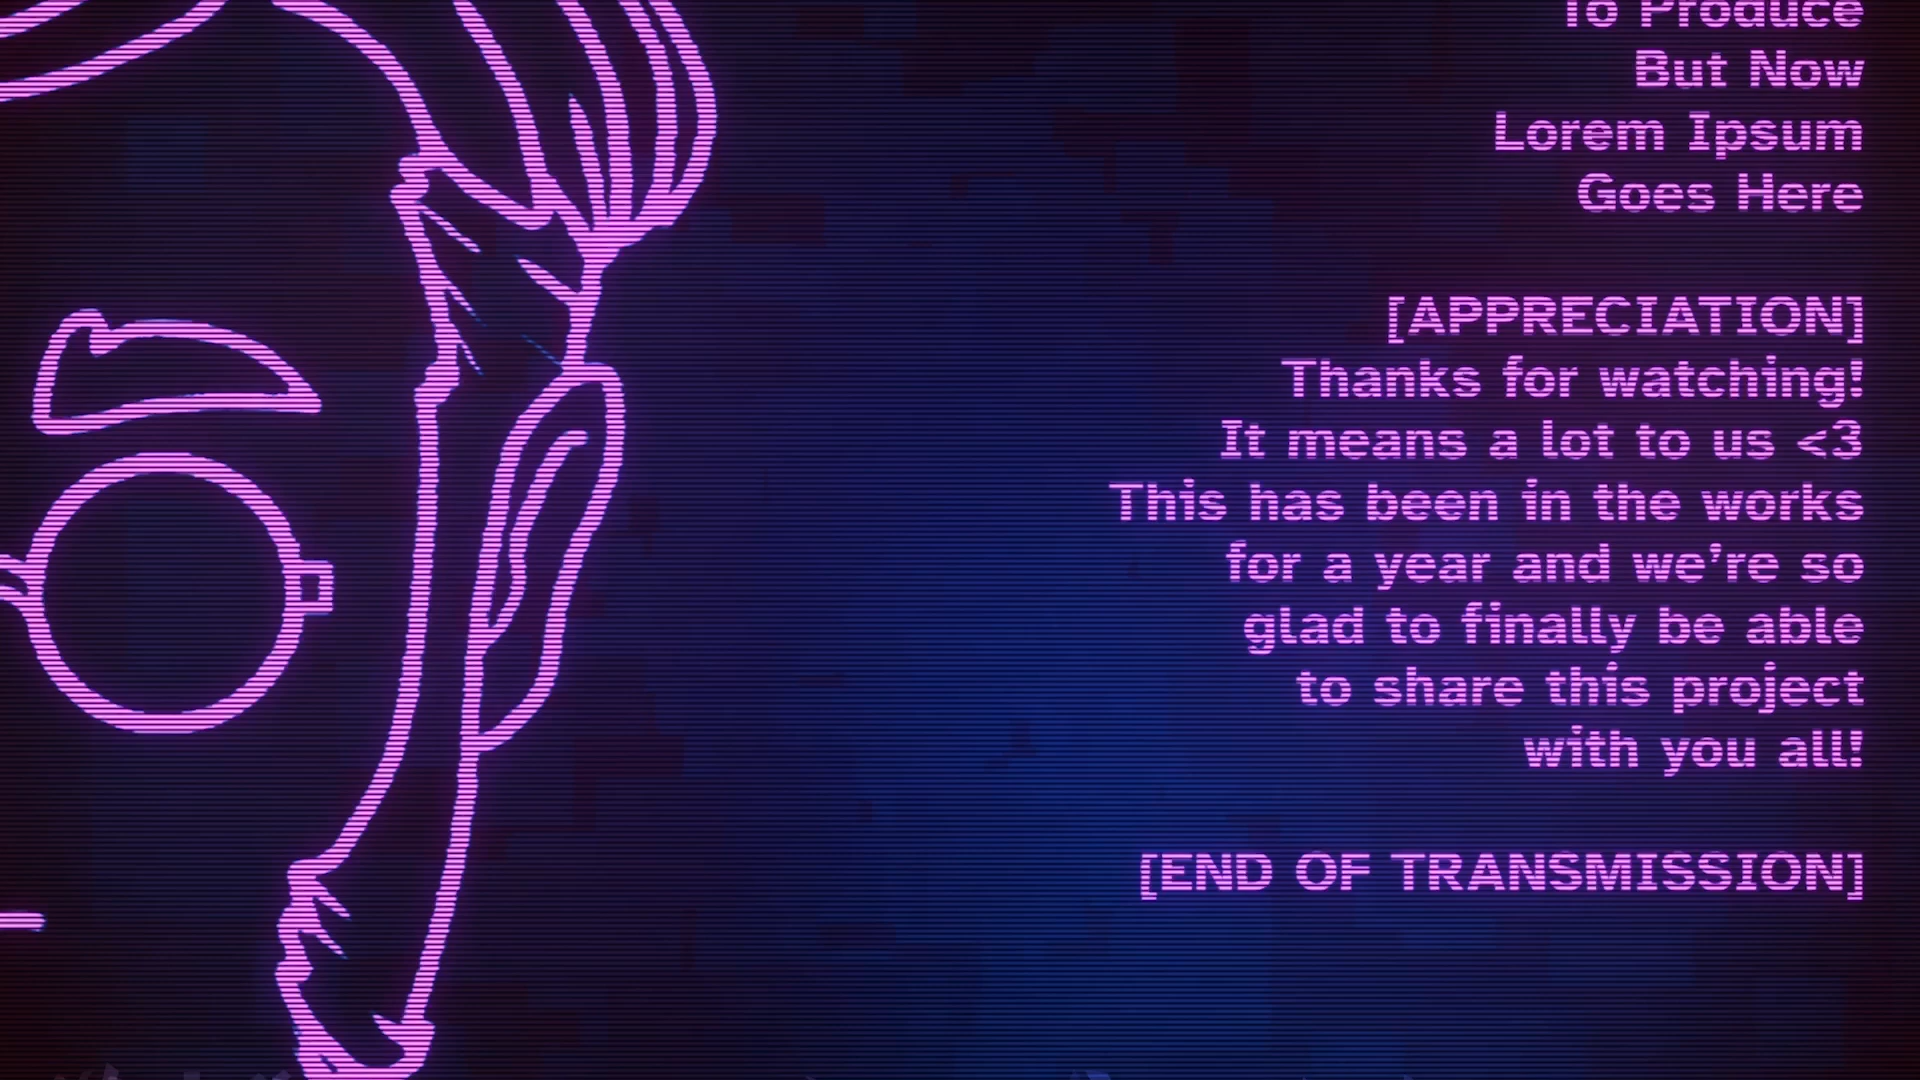 To Produce
But Now
Lorem Ipsum
Goes Here
[APPRECIATION]
Thanks for watching!
It means a lot to us <3
This has been in the works
for a year and we’re so
glad to finally be able
to share this project
with you all!
[END OF TRANSMISSION]